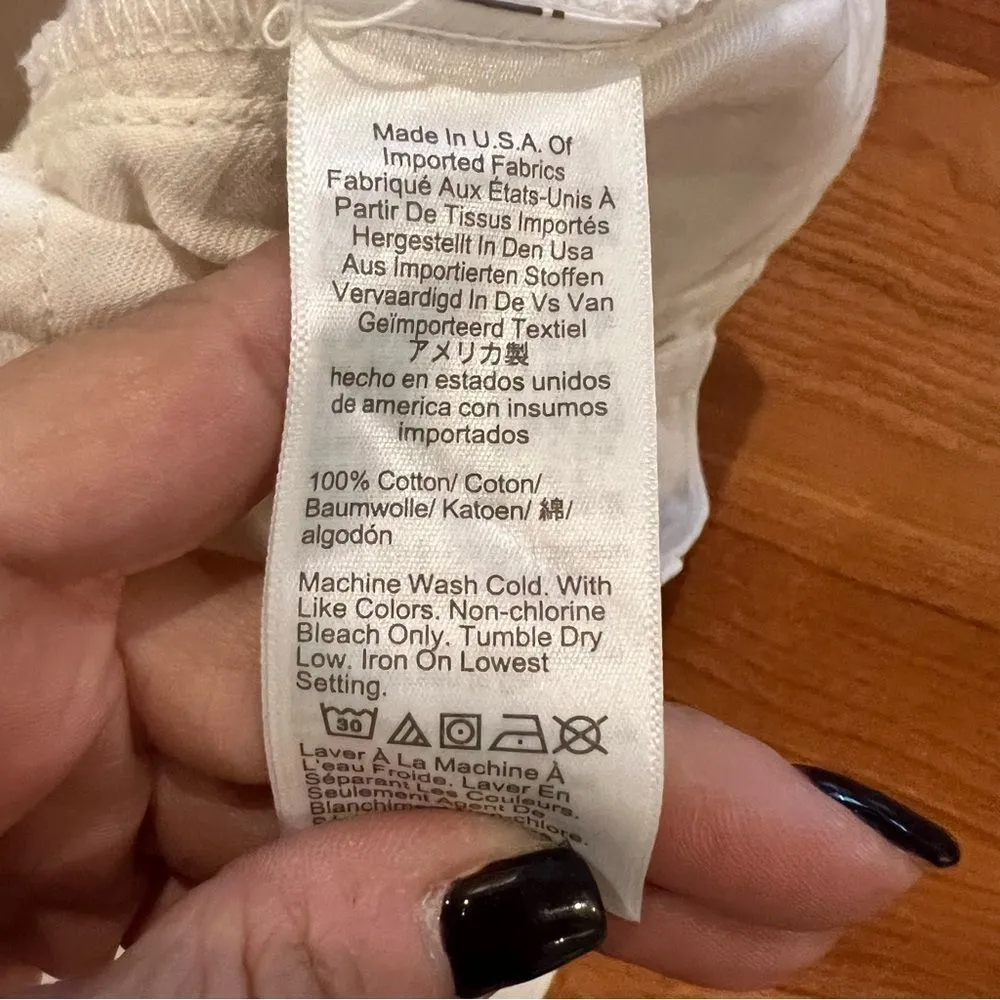 Made In U.S.A. Of
Imported Fabrics
Fabriqué Aux États-Unis À
Partir De Tissus Importés
Hergestellt In Den Usa
Aus Importierten Stoffen
Vervaardigd In De Vs Van
Geïmporteerd Textiel
アメリカ製
hecho en estados unidos
de america con insumos
importados
100% Cotton/ Coton/
Baumwolle/ Katoen/ 綿/
algodón
Machine Wash Cold. With
Like Colors. Non-chlorine
Bleach Only. Tumble Dry
Low. Iron On Lowest
Setting.
30
Laver À La Machine À
L'eau Froide. Laver En
Séparant Les Couleurs.
Seulement Agent De